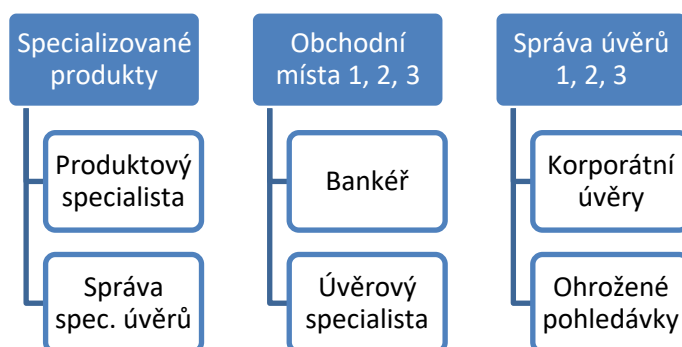 Specializované
produkty
Produktový
specialista
Správa
spec. úvěrů
Obchodní
místa 1, 2, 3
Bankéř
Úvěrový
specialista
Správa úvěrů
1, 2, 3
Korporátní
úvěry
Ohrožené
pohledávky